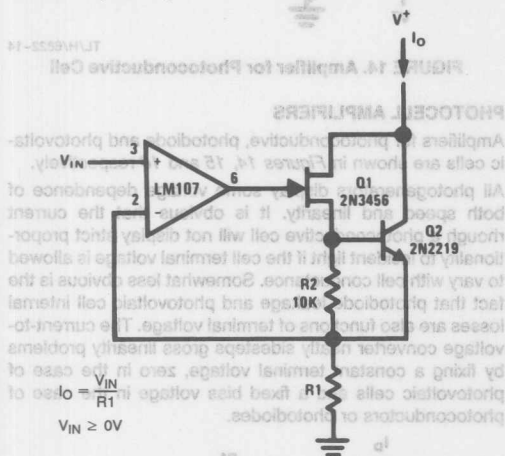 V+
IO
TL/H/6822-14
FIGURE 14. Amplifier for Photoconductive Cell
PHOTOCELL AMPLIFIERS
Amplifiers for photoconductive, photodiode and photovolta-
ic cells are shown in Figures 14, 15 and respectively.
All photogenerators display some dependence of
both speed and linearity. It is obvious that the current
through a photoconductive cell will not display strict propor-
tionality to incident light if the cell terminal voltage is allowed
to vary with cell conductance. Somewhat less obvious is the
fact that photodiode leakage and photovoltaic cell internal
losses are also functions of terminal voltage. The current-to-
voltage converter neatly sidesteps gross linearity problems
by fixing a constant terminal voltage, zero in the case of
photovoltaic cells and a fixed bias voltage in the case of
photoconductors or photodiodes.
VIN
3
+
2
-
LM107
6
Q1
2N3456
Q2
2N2219
R2
10K
R1
IO = VIN
R1
VIN ≥ 0V